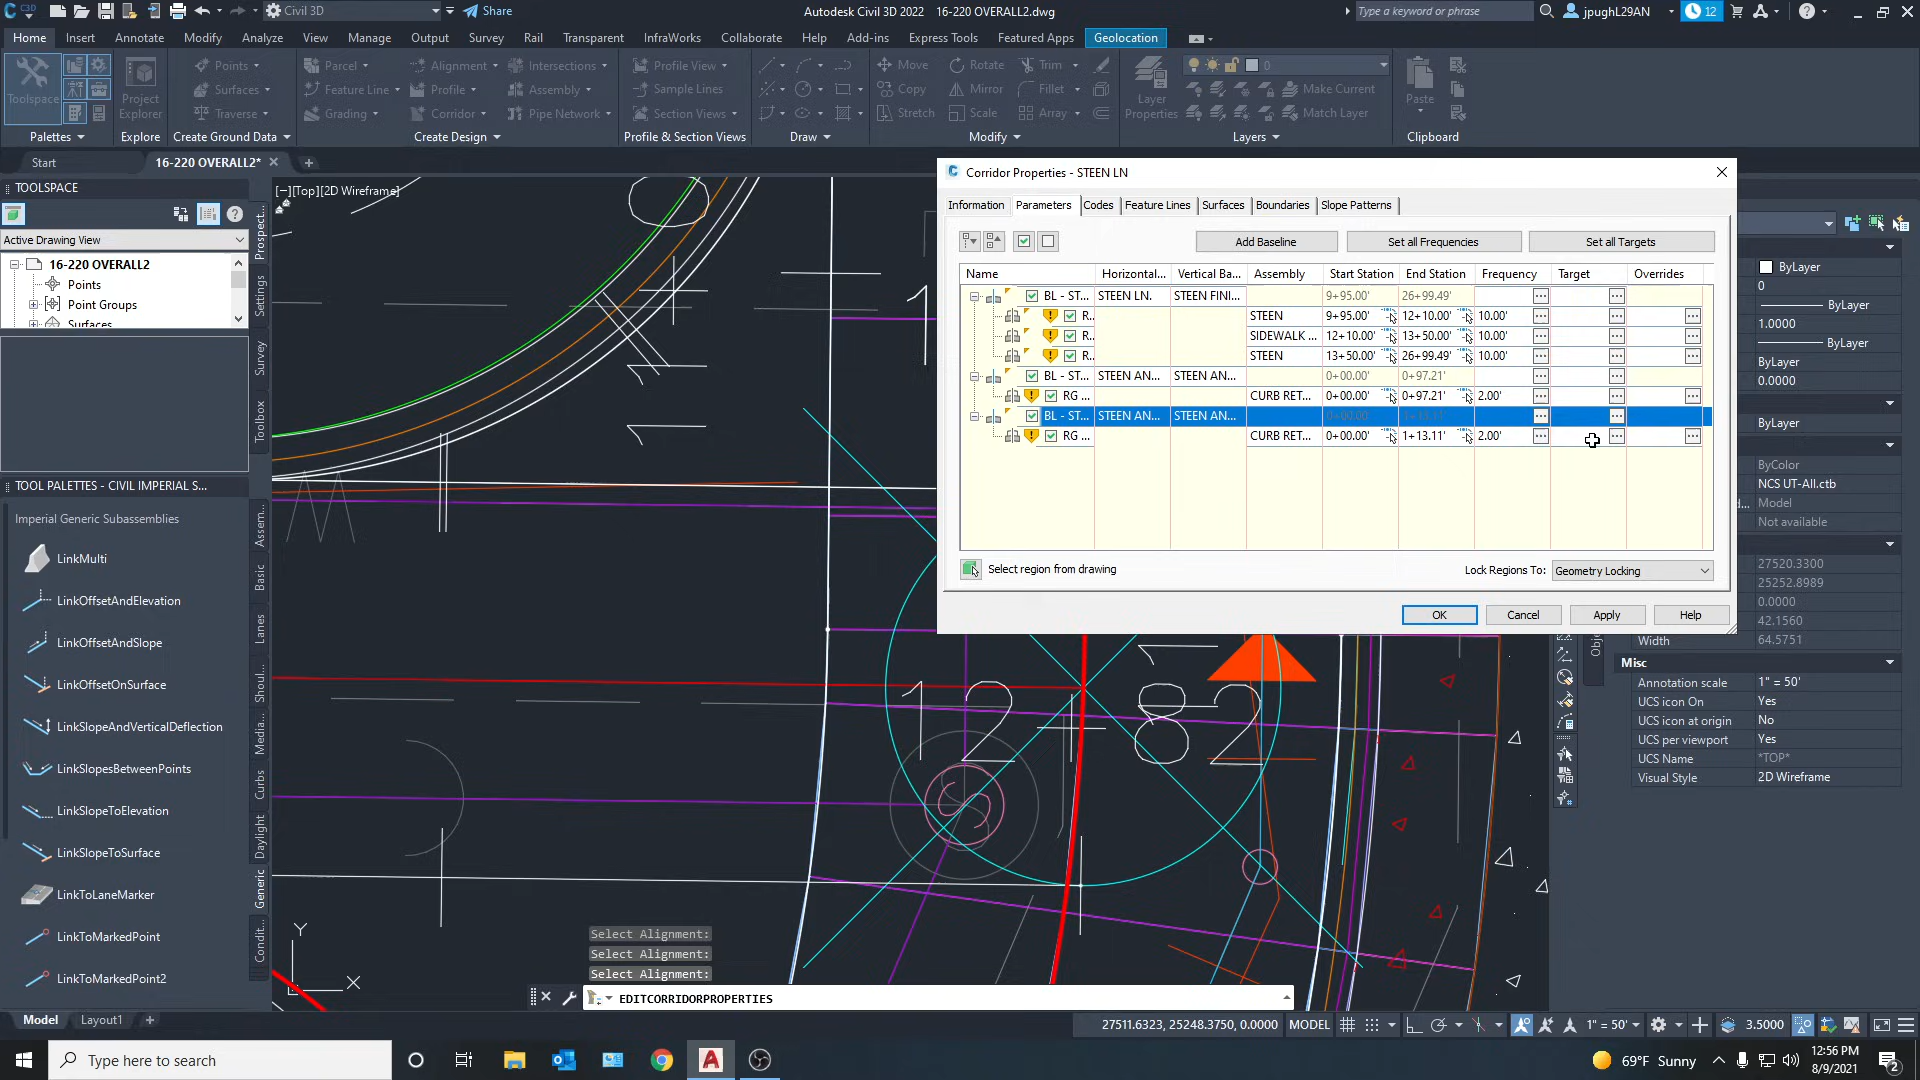 C3D
Civil 3D
Share
Autodesk Civil 3D 2022 16-220 OVERALL2.dwg
Type a keyword or phrase
jpughL29AN
12
Home Insert Annotate Modify Analyze View Manage Output Survey Rail Transparent InfraWorks Collaborate Help Add-ins Express Tools Featured Apps Geolocation
Toolspace
Project Explorer
Points
Surfaces
Traverse
Parcel
Feature Line
Grading
Alignment
Profile
Corridor
Intersections
Assembly
Pipe Network
Profile View
Sample Lines
Section Views
Move
Copy
Stretch
Rotate
Mirror
Scale
Trim
Fillet
Array
Layer Properties
0
Make Current
Match Layer
Paste
Palettes Explore Create Ground Data Create Design Profile & Section Views Draw Modify Layers Clipboard
Start
16-220 OVERALL2*
TOOLSPACE
Active Drawing View
16-220 OVERALL2
Points
Point Groups
Surfaces
Prospect...
Settings
Survey
Toolbox
TOOL PALETTES - CIVIL IMPERIAL S...
Imperial Generic Subassemblies
LinkMulti
LinkOffsetAndElevation
LinkOffsetAndSlope
LinkOffsetOnSurface
LinkSlopeAndVerticalDeflection
LinkSlopesBetweenPoints
LinkSlopeToElevation
LinkSlopeToSurface
LinkToLaneMarker
LinkToMarkedPoint
LinkToMarkedPoint2
Assem...
Basic
Lanes
Shoul...
Media...
Curbs
Daylight
Generic
Condit...
[−][Top][2D Wireframe]
Corridor Properties - STEEN LN
Information Parameters Codes Feature Lines Surfaces Boundaries Slope Patterns
Add Baseline Set all Frequencies Set all Targets
Name Horizontal... Vertical Ba... Assembly Start Station End Station Frequency Target Overrides
BL - ST... STEEN LN. STEEN FINI... 9+95.00' 26+99.49'
R... STEEN 9+95.00' 12+10.00' 10.00'
R... SIDEWALK ... 12+10.00' 13+50.00' 10.00'
R... STEEN 13+50.00' 26+99.49' 10.00'
BL - ST... STEEN AN... STEEN AN... 0+00.00' 0+97.21'
RG ... CURB RET... 0+00.00' 0+97.21' 2.00'
BL - ST... STEEN AN... STEEN AN... 0+00.00' 1+13.11'
RG ... CURB RET... 0+00.00' 1+13.11' 2.00'
Select region from drawing
Lock Regions To: Geometry Locking
OK Cancel Apply Help
12+82
S
Y
X
Select Alignment:
Select Alignment:
Select Alignment:
EDITCORRIDORPROPERTIES
ByLayer
0
ByLayer
1.0000
ByLayer
0.0000
ByLayer
ByColor
NCS UT-All.ctb
Model
Not available
27520.3300
25252.8989
0.0000
42.1560
Width 64.5751
Misc
Annotation scale 1" = 50'
UCS icon On Yes
UCS icon at origin No
UCS per viewport Yes
UCS Name *TOP*
Visual Style 2D Wireframe
Model Layout1
27511.6323, 25248.3750, 0.0000 MODEL
1" = 50'
3.5000
Type here to search
69°F Sunny
12:56 PM
8/9/2021
2